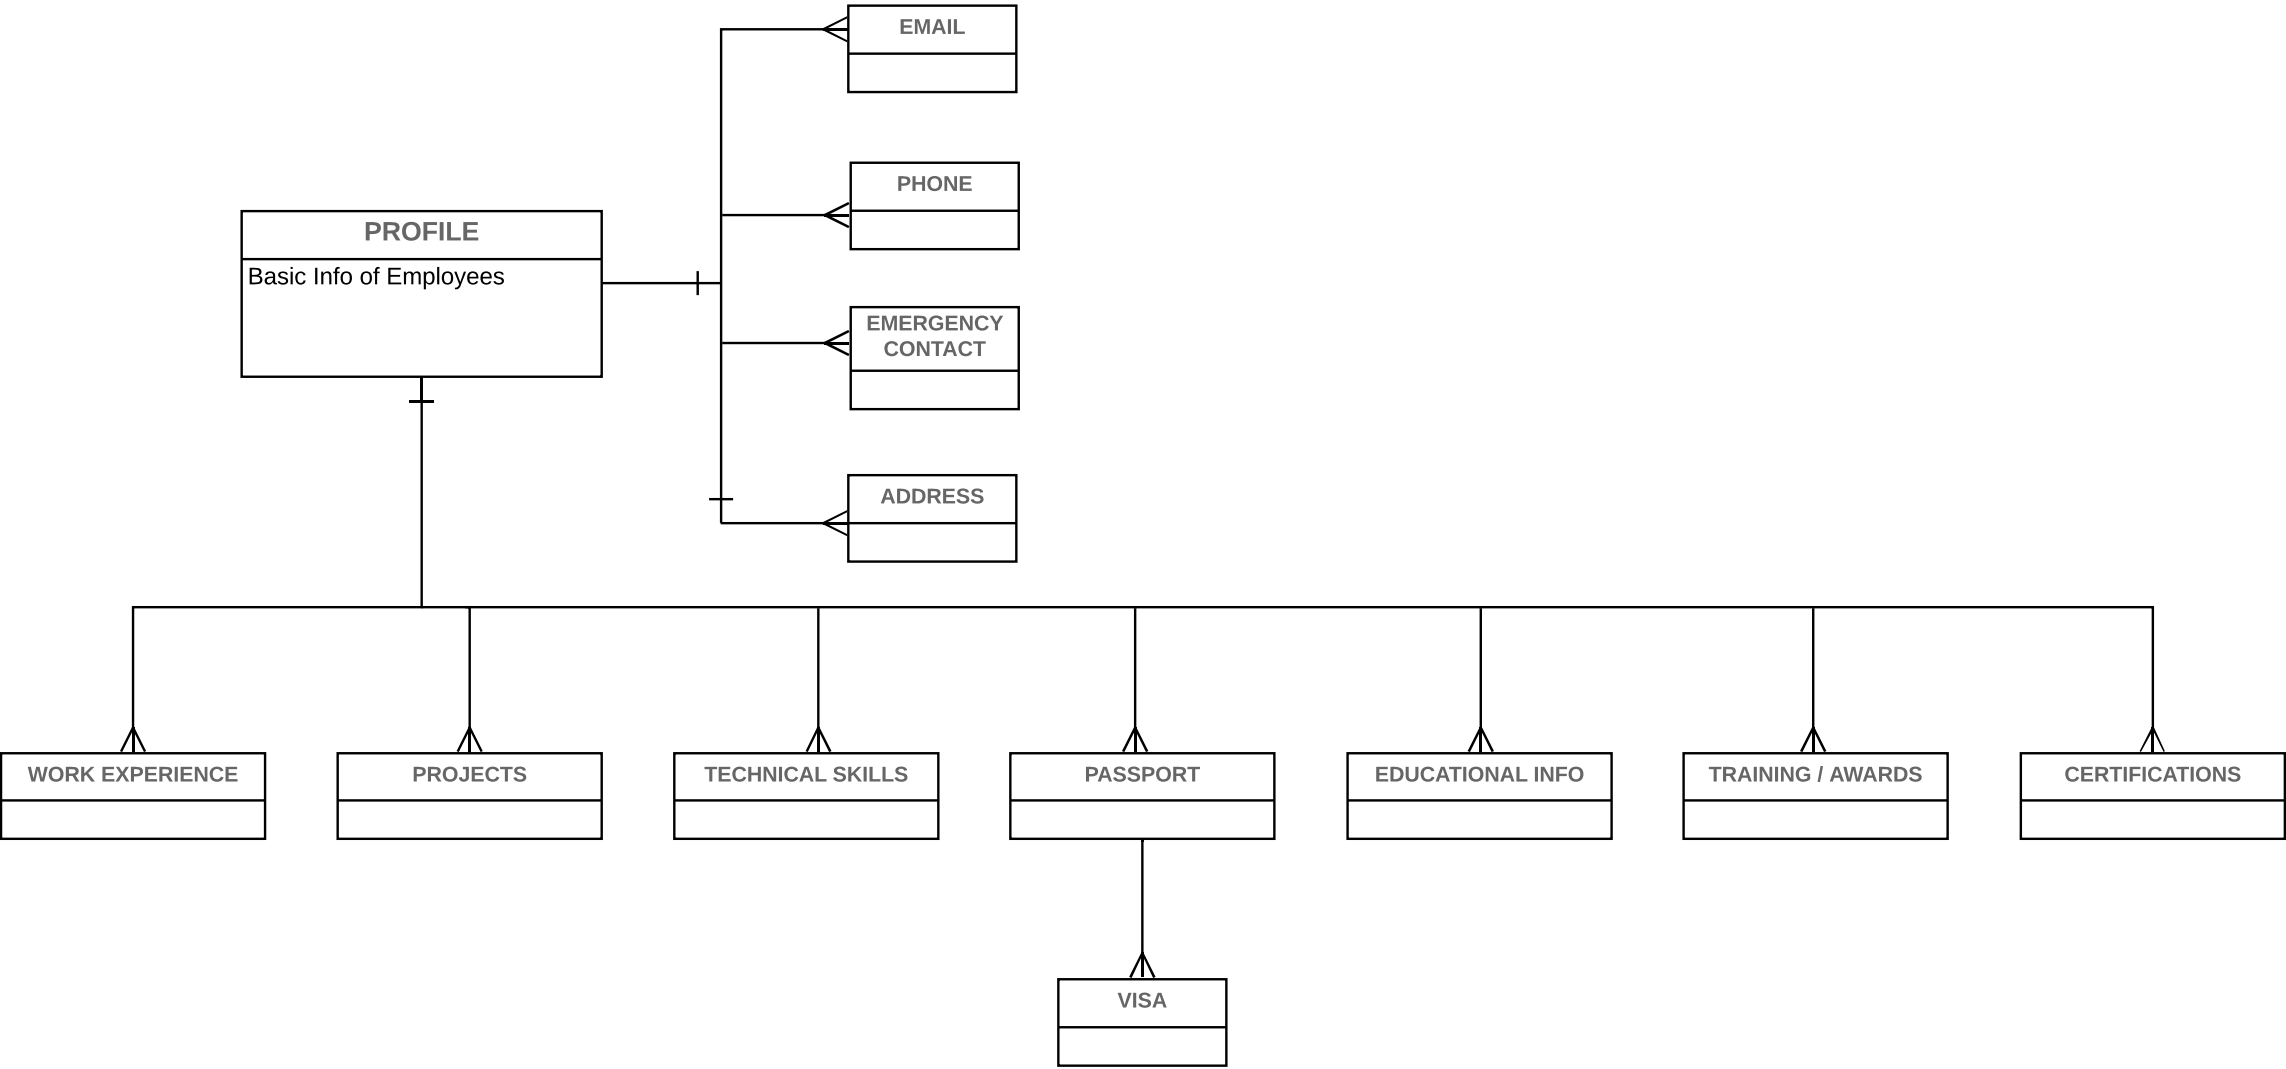 EMAIL
PHONE
PROFILE
Basic Info of Employees
EMERGENCY
CONTACT
ADDRESS
WORK EXPERIENCE
PROJECTS
TECHNICAL SKILLS
PASSPORT
EDUCATIONAL INFO
TRAINING / AWARDS
CERTIFICATIONS
VISA